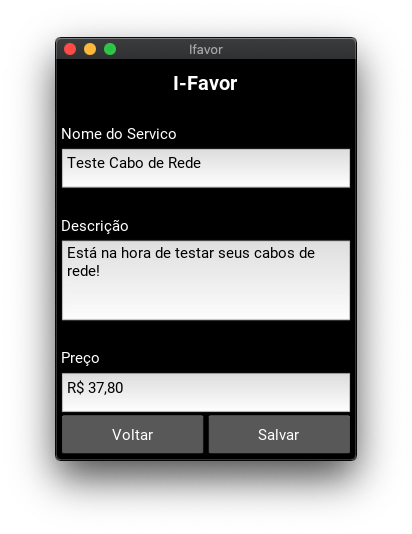 Ifavor
I-Favor
Nome do Servico
Teste Cabo de Rede
Descrição
Está na hora de testar seus cabos de
rede!
Preço
R$ 37,80
Voltar
Salvar